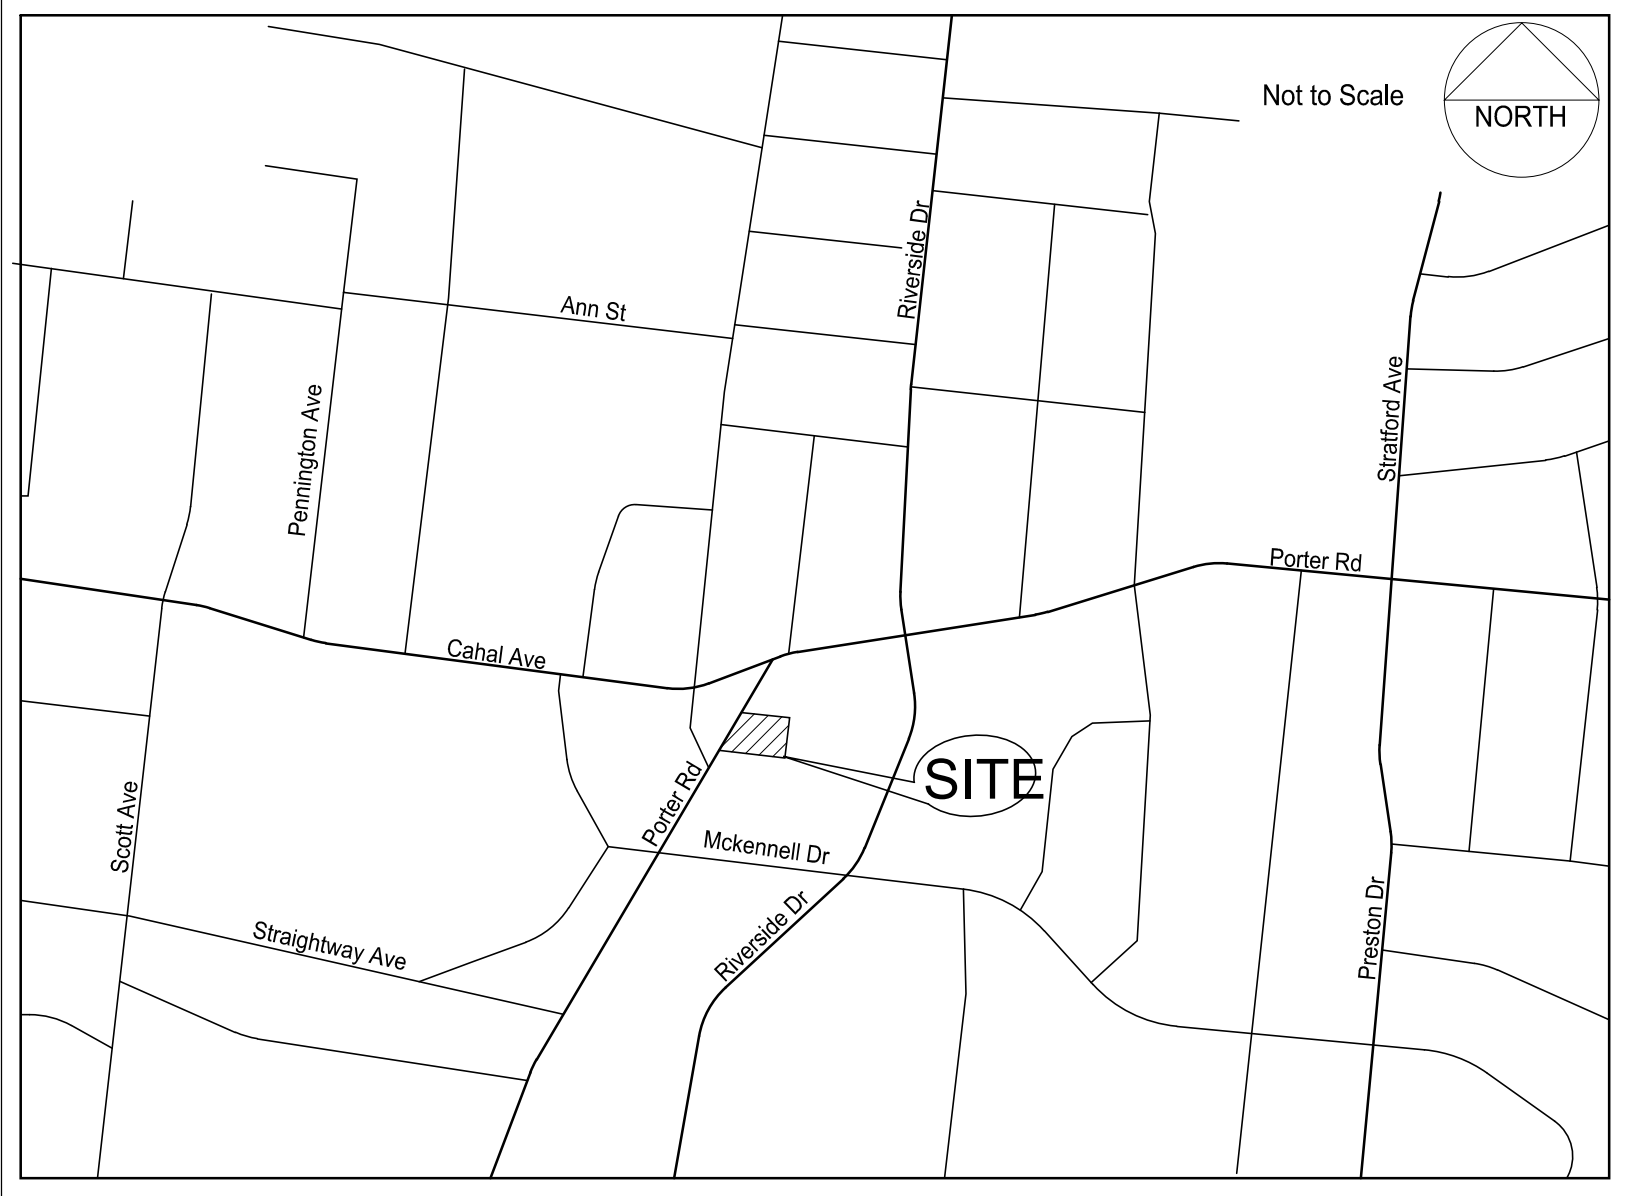 Not to Scale
NORTH
Riverside Dr
Ann St
Stratford Ave
Pennington Ave
Porter Rd
Cahal Ave
SITE
Porter Rd
Scott Ave
Mckennell Dr
Riverside Dr
Preston Dr
Straightway Ave